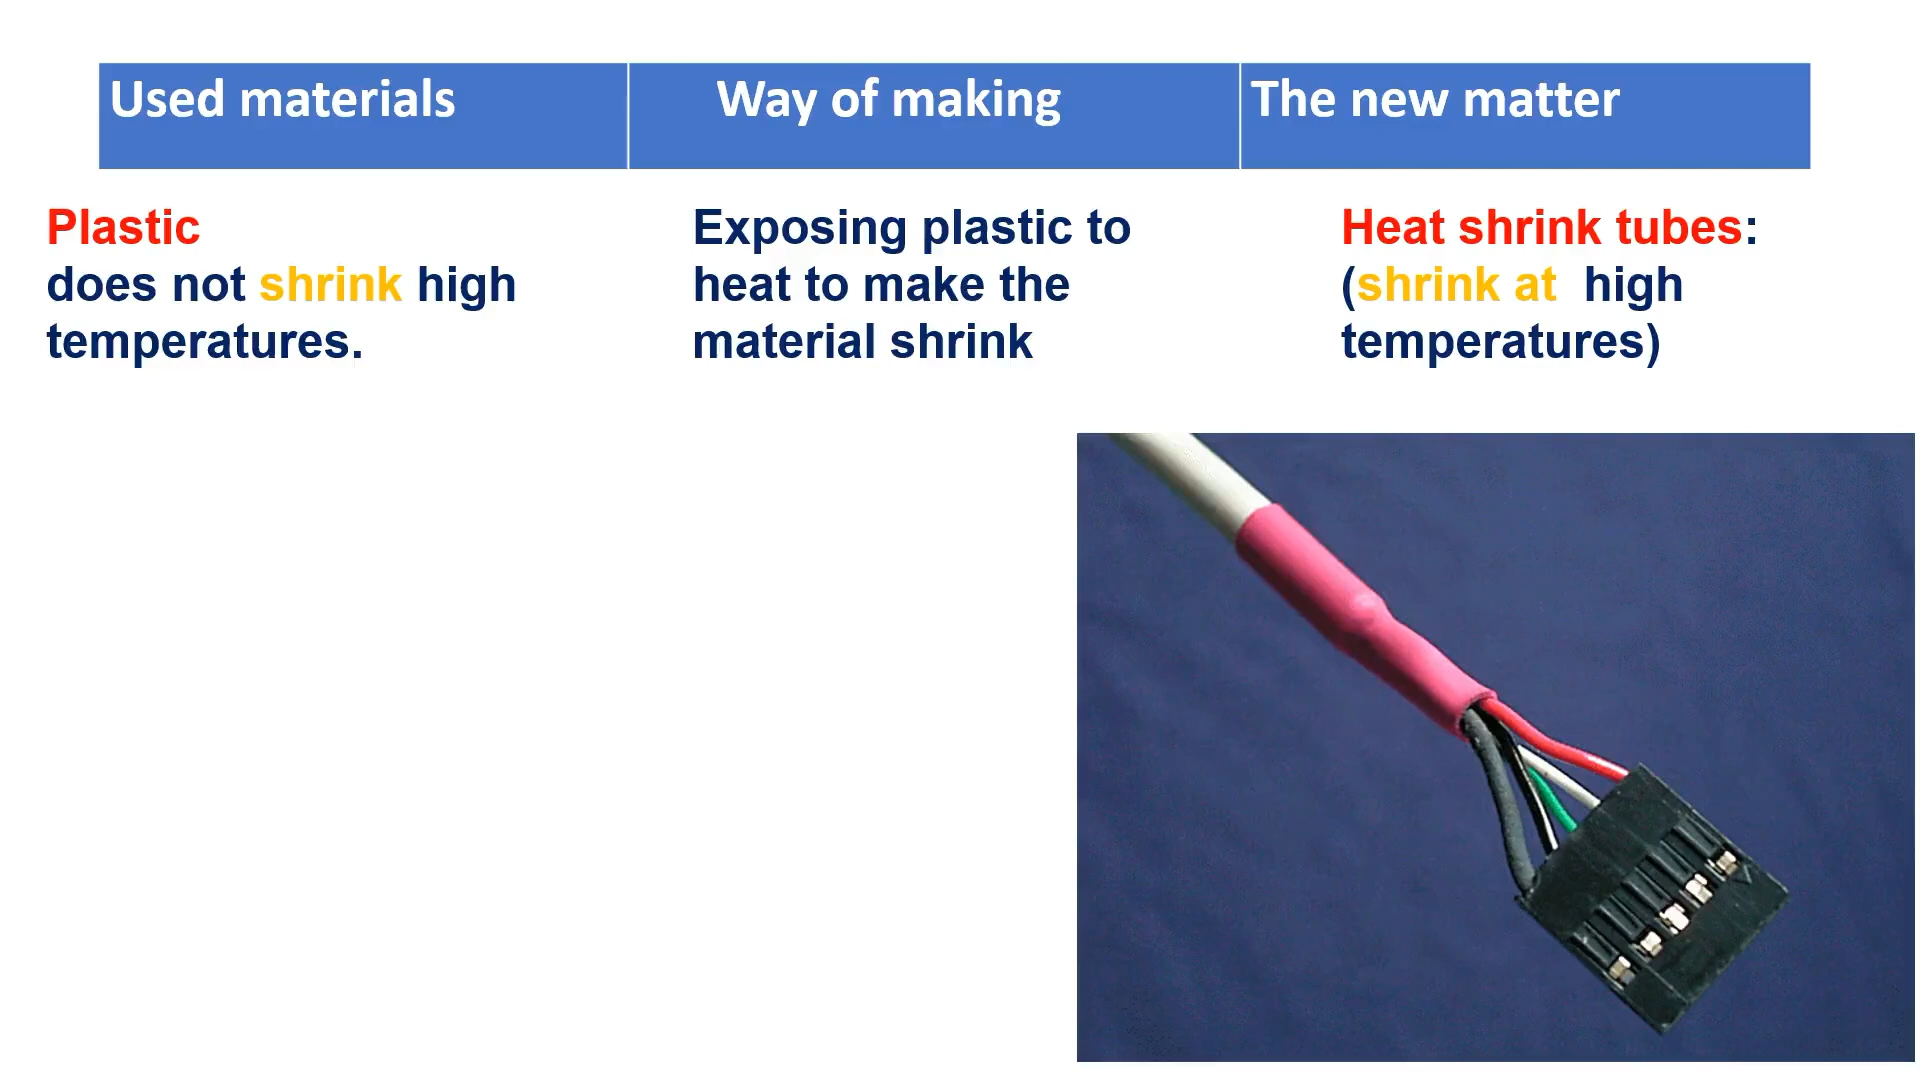 Used materials
Way of making
The new matter
Plastic
does not shrink high
temperatures.
Exposing plastic to
heat to make the
material shrink
Heat shrink tubes:
(shrink at  high
temperatures)